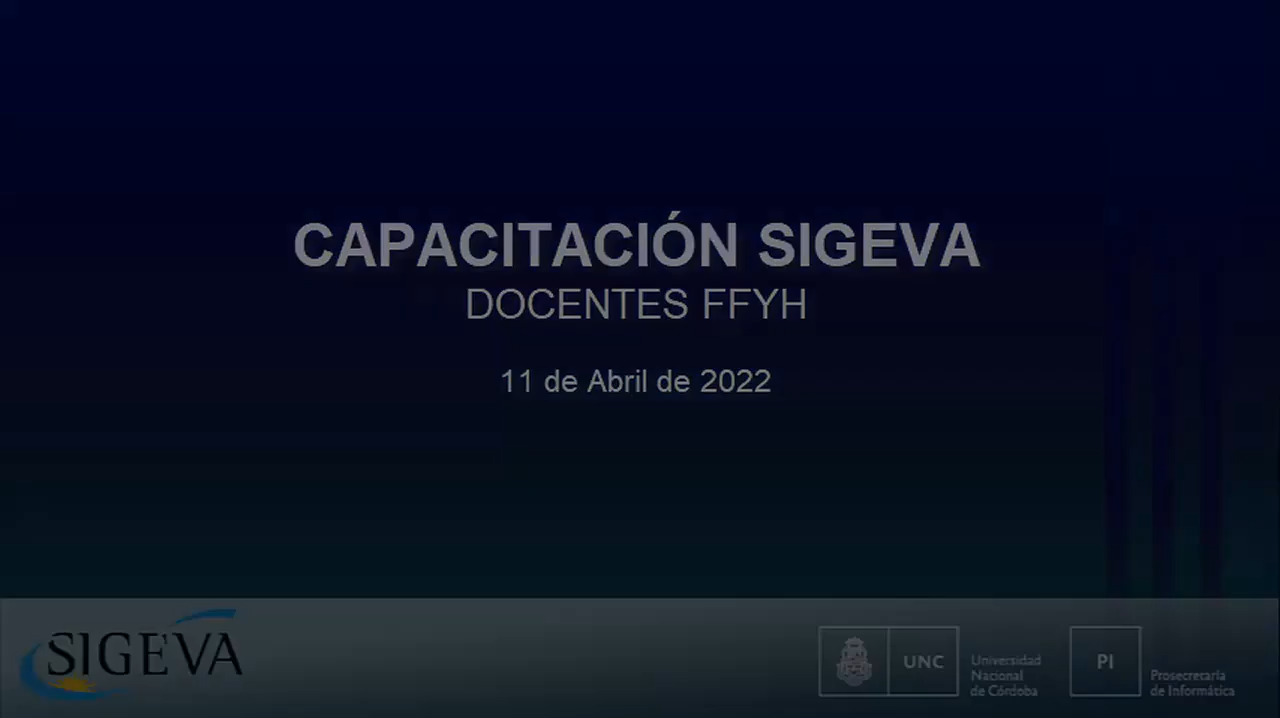 CAPACITACIÓN SIGEVA
DOCENTES FFYH
11 de Abril de 2022
SIGEVA
UNC
Universidad
Nacional
de Córdoba
PI
Prosecretaría
de Informática